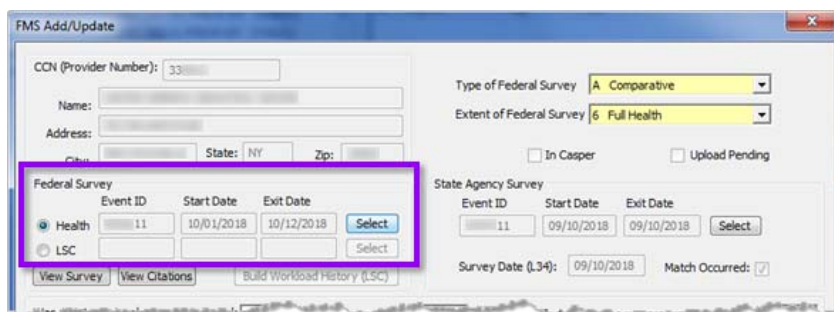 FMS Add/Update
CCN (Provider Number): 33
Type of Federal Survey A Comparative
Name:
Extent of Federal Survey 6 Full Health
Address:
City: State: NY Zip:
In Casper Upload Pending
Federal Survey
Event ID Start Date Exit Date
Health 11 10/01/2018 10/12/2018 Select
LSC Select
View Survey View Citations Build Workload History (LSC)
State Agency Survey
Event ID Start Date Exit Date
11 09/10/2018 09/10/2018 Select
Survey Date (L34): 09/10/2018 Match Occurred: